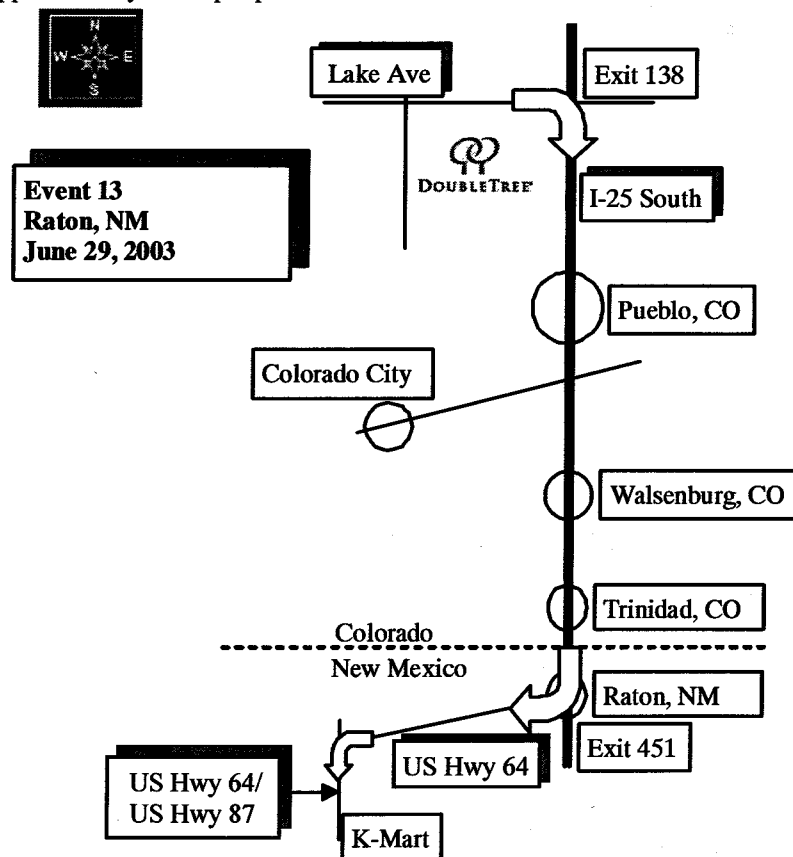 N
W E
S
Lake Ave
Exit 138
DOUBLETREE
Event 13
Raton, NM
June 29, 2003
I-25 South
Pueblo, CO
Colorado City
Walsenburg, CO
Trinidad, CO
Colorado
New Mexico
Raton, NM
US Hwy 64
Exit 451
US Hwy 64/
US Hwy 87
K-Mart